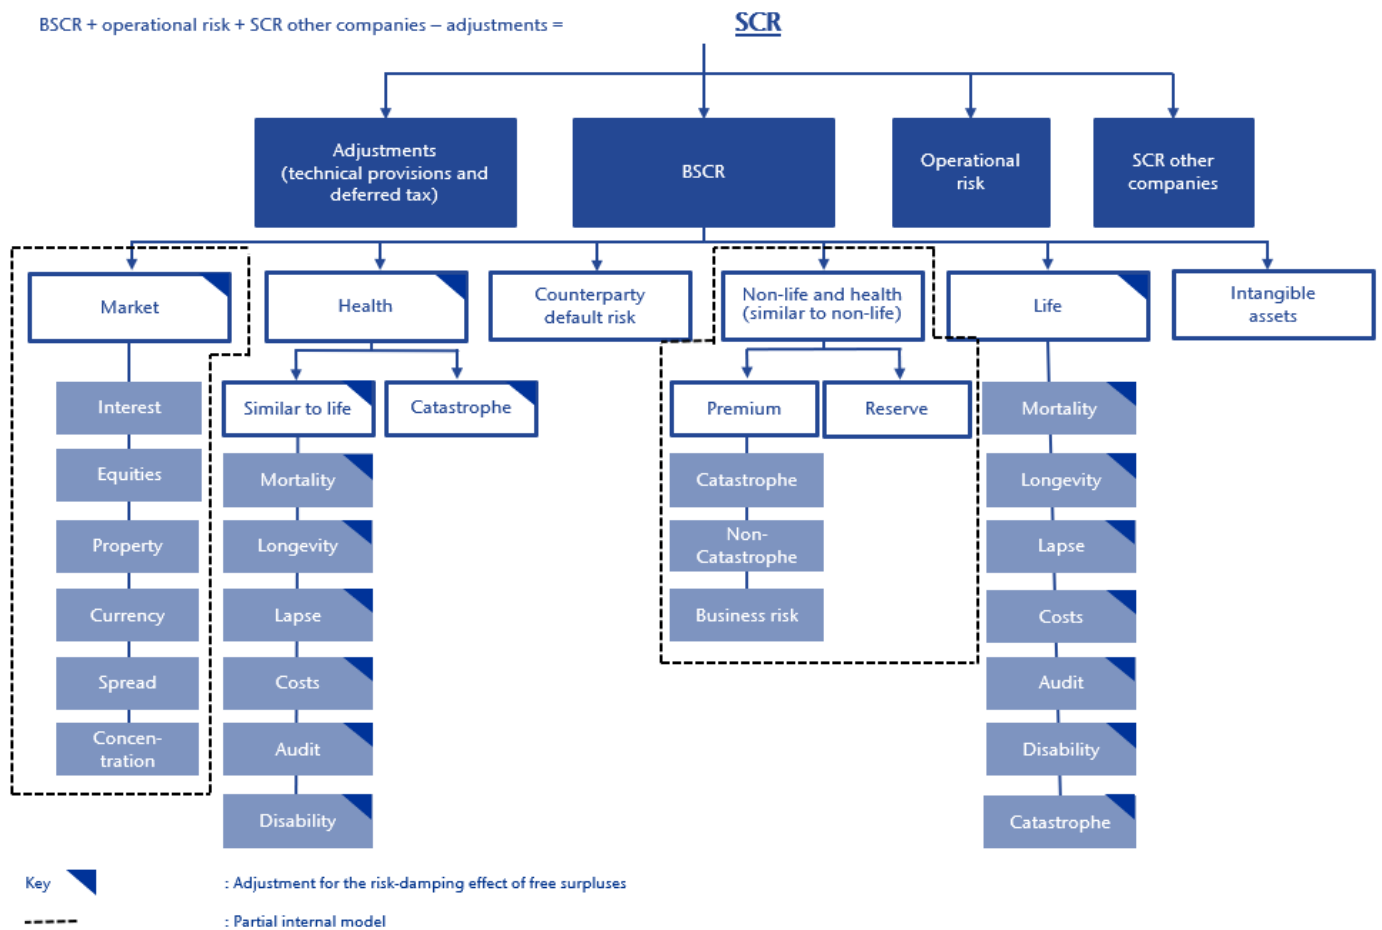 BSCR + operational risk + SCR other companies – adjustments =
SCR
Adjustments
(technical provisions and
deferred tax)
BSCR
Operational
risk
SCR other
companies
Market
Health
Counterparty
default risk
Non-life and health
(similar to non-life)
Life
Intangible
assets
Interest
Equities
Property
Currency
Spread
Concen-
tration
Similar to life
Catastrophe
Mortality
Longevity
Lapse
Costs
Audit
Disability
Premium
Reserve
Catastrophe
Non-
Catastrophe
Business risk
Mortality
Longevity
Lapse
Costs
Audit
Disability
Catastrophe
Key
: Adjustment for the risk-damping effect of free surpluses
: Partial internal model